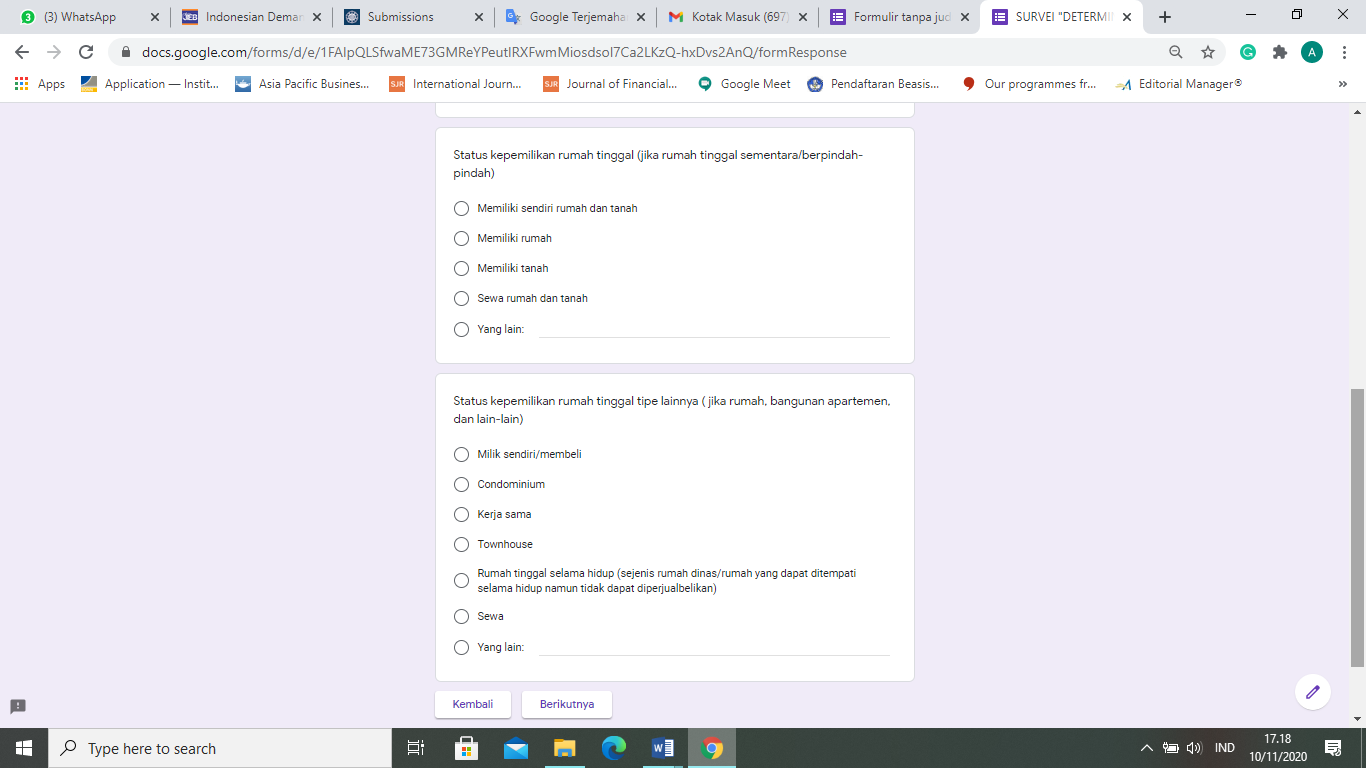 3 (3) WhatsApp
JIEB Indonesian Deman
Submissions
Google Terjemaha
Kotak Masuk (697)
Formulir tanpa jud
SURVEI "DETERMI
docs.google.com/forms/d/e/1FAIpQLSfwaME73GMReYPeutIRXFwmMiosdsol7Ca2LKzQ-hxDvs2AnQ/formResponse
G A
Apps
Application — Instit...
Asia Pacific Busines...
SJR International Journ...
SJR Journal of Financial...
Google Meet
Pendaftaran Beasis...
Our programmes fr...
Editorial Manager®
»
Status kepemilikan rumah tinggal (jika rumah tinggal sementara/berpindah-
pindah)
Memiliki sendiri rumah dan tanah
Memiliki rumah
Memiliki tanah
Sewa rumah dan tanah
Yang lain:
Status kepemilikan rumah tinggal tipe lainnya ( jika rumah, bangunan apartemen,
dan lain-lain)
Milik sendiri/membeli
Condominium
Kerja sama
Townhouse
Rumah tinggal selama hidup (sejenis rumah dinas/rumah yang dapat ditempati
selama hidup namun tidak dapat diperjualbelikan)
Sewa
Yang lain:
Kembali
Berikutnya
Type here to search
IND
17.18
10/11/2020